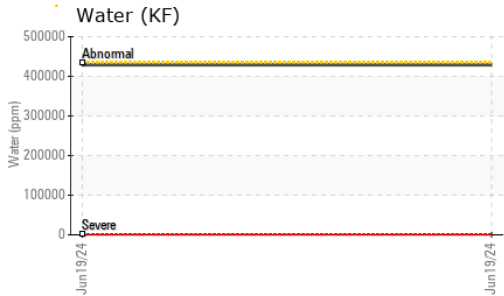 Water (KF)
500000
Abnormal
400000
300000
Water (ppm)
200000
100000
Severe
0
Jun19/24
Jun19/24